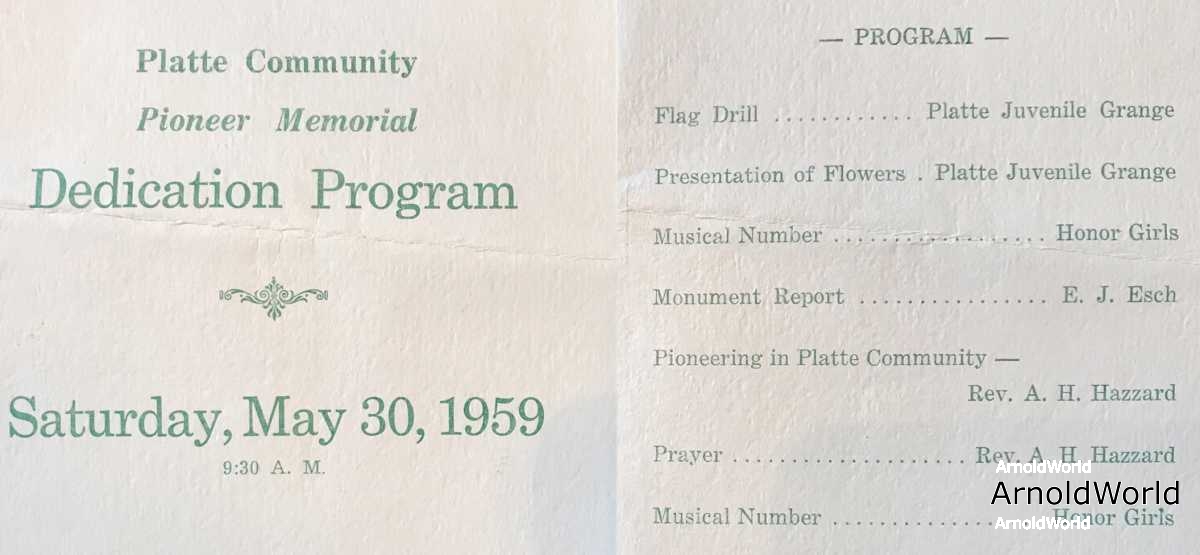 Platte Community
Pioneer Memorial
Dedication Program
Saturday, May 30, 1959
9:30 A. M.
— PROGRAM —
Flag Drill ............ Platte Juvenile Grange
Presentation of Flowers . Platte Juvenile Grange
Musical Number .................. Honor Girls
Monument Report ................ E. J. Esch
Pioneering in Platte Community —
Rev. A. H. Hazzard
Prayer .................... Rev. A. H. Hazzard
ArnoldWorld
ArnoldWorld
Musical Number .................. Honor Girls
ArnoldWorld